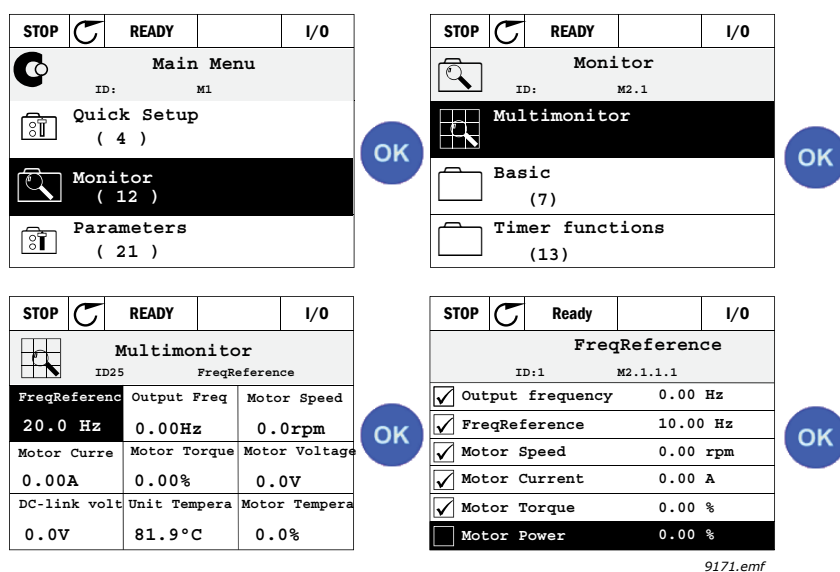 STOP READY I/O
Main Menu
ID: M1
Quick Setup
( 4 )
Monitor
( 12 )
Parameters
( 21 )
OK
STOP READY I/O
Monitor
ID: M2.1
Multimonitor
Basic
(7)
Timer functions
(13)
OK
STOP READY I/O
Multimonitor
ID25 FreqReference
FreqReferenc Output Freq Motor Speed
20.0 Hz 0.00Hz 0.0rpm
Motor Curre Motor Torque Motor Voltage
0.00A 0.00% 0.0V
DC-link volt Unit Tempera Motor Tempera
0.0V 81.9°C 0.0%
OK
STOP Ready I/O
FreqReference
ID:1 M2.1.1.1
Output frequency 0.00 Hz
FreqReference 10.00 Hz
Motor Speed 0.00 rpm
Motor Current 0.00 A
Motor Torque 0.00 %
Motor Power 0.00 %
OK
9171.emf